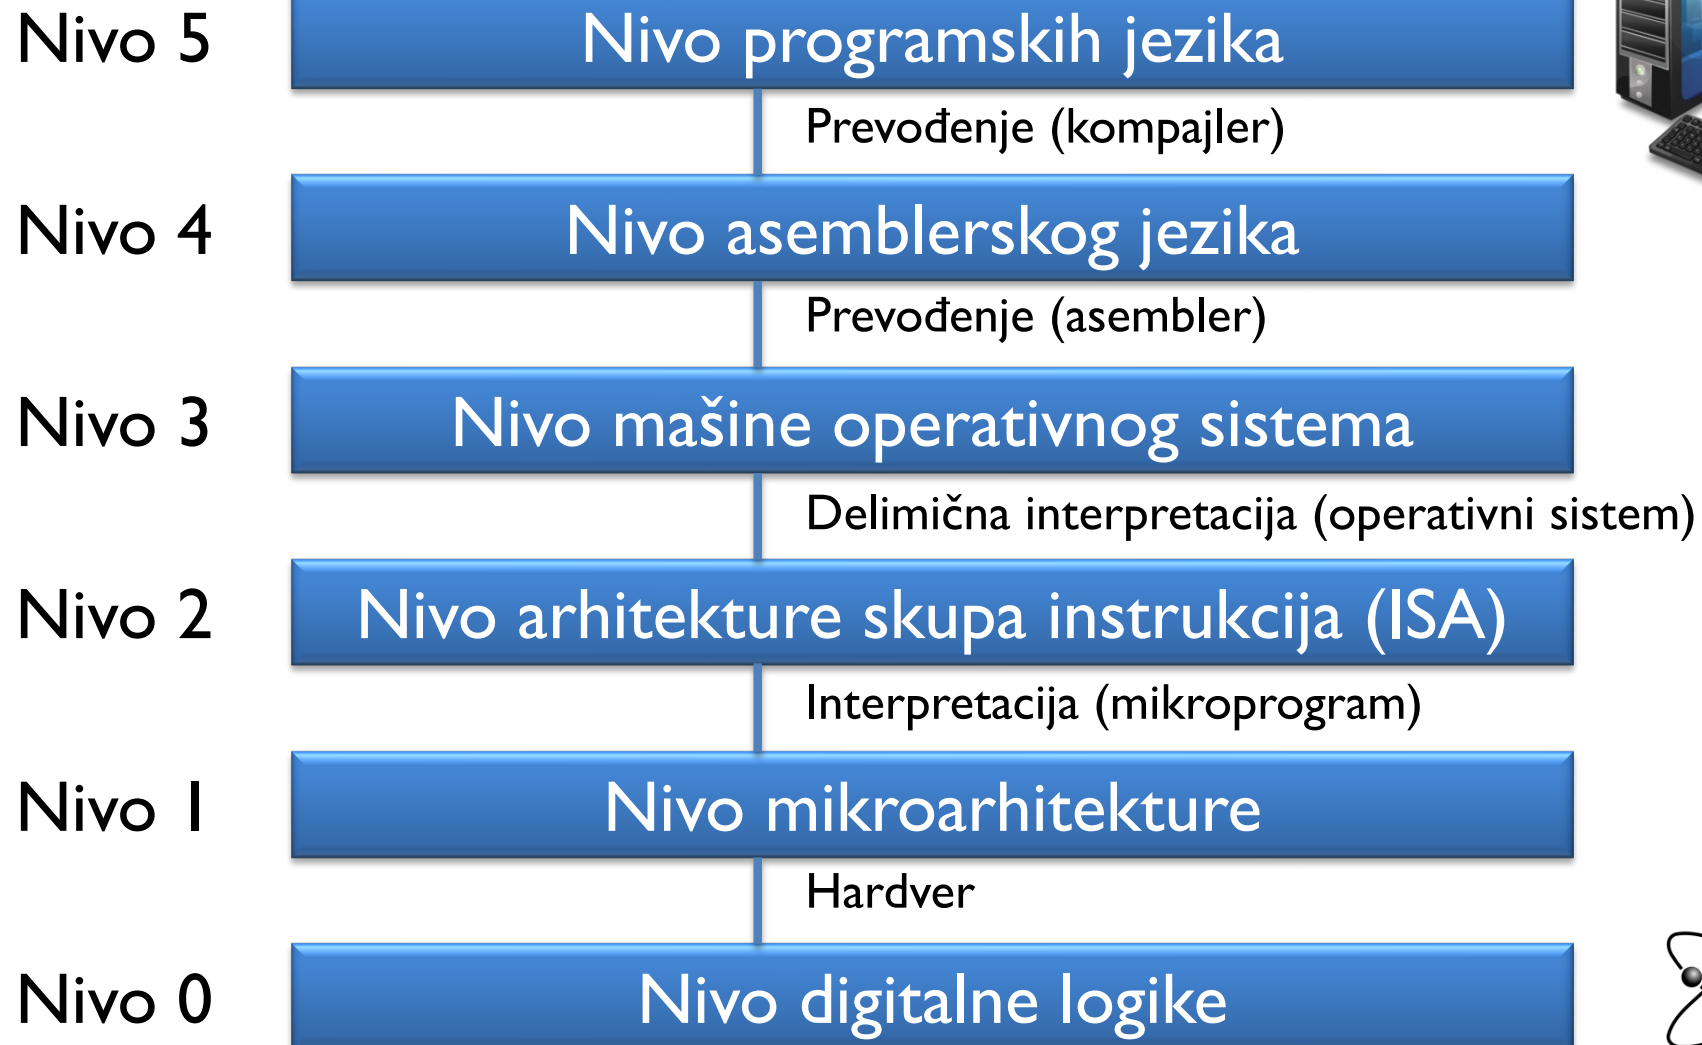 Nivo 5
Nivo programskih jezika
Prevođenje (kompajler)
Nivo 4
Nivo asemblerskog jezika
Prevođenje (asembler)
Nivo 3
Nivo mašine operativnog sistema
Delimična interpretacija (operativni sistem)
Nivo 2
Nivo arhitekture skupa instrukcija (ISA)
Interpretacija (mikroprogram)
Nivo 1
Nivo mikroarhitekture
Hardver
Nivo 0
Nivo digitalne logike